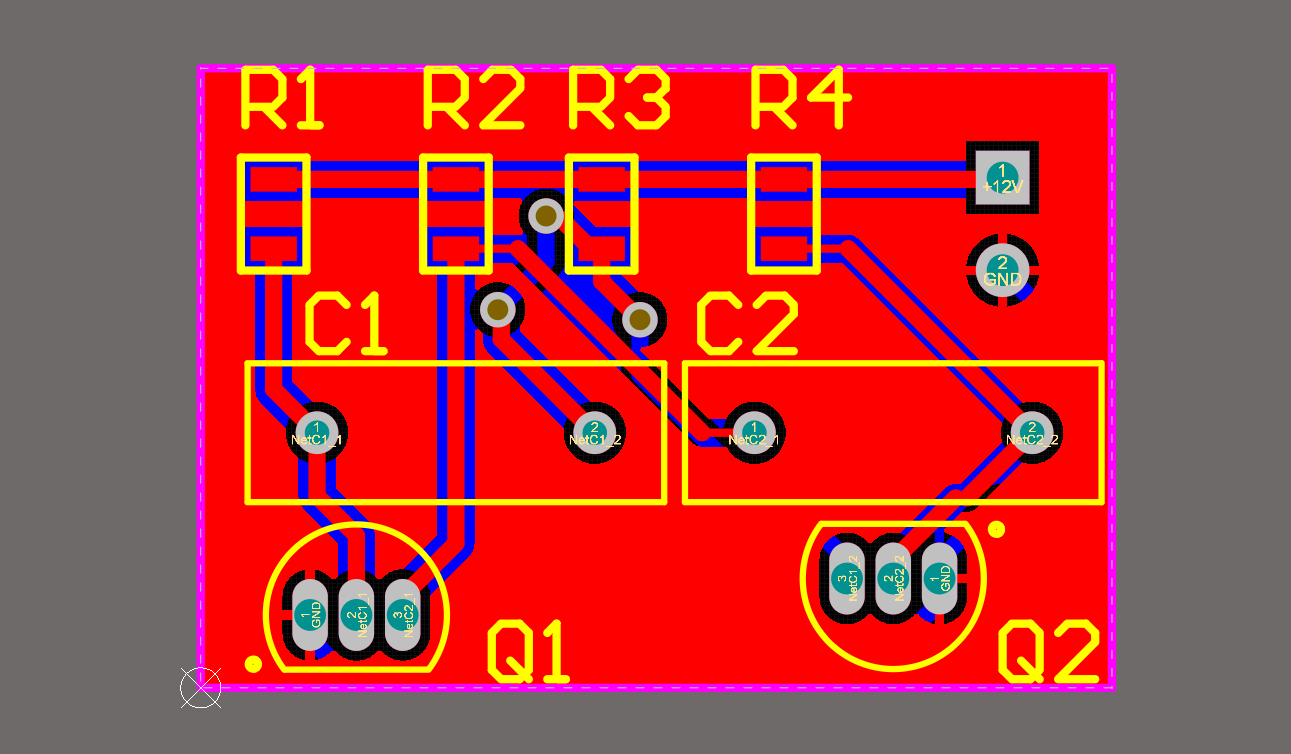 R1 R2 R3 R4
1
+12V
2
GND
C1 C2
1
NetC1_1
2
NetC1_2
1
NetC2_1
2
NetC2_2
3
NetC1_2
2
NetC2_2
1
GND
1
GND
2
NetC1_1
3
NetC2_1
Q1 Q2